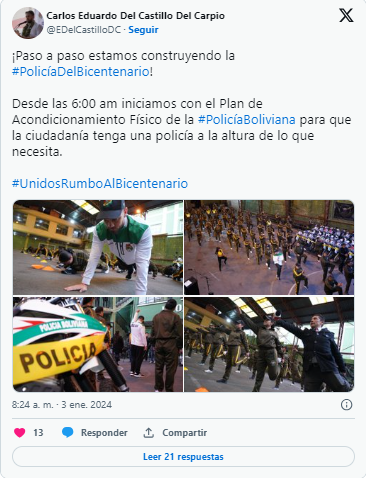 Carlos Eduardo Del Castillo Del Carpio
@EDelCastilloDC · Seguir
¡Paso a paso estamos construyendo la
#PolicíaDelBicentenario!
Desde las 6:00 am iniciamos con el Plan de
Acondicionamiento Físico de la #PolicíaBoliviana para que
la ciudadanía tenga una policía a la altura de lo que
necesita.
#UnidosRumboAlBicentenario
POLICIA BOLIVIANA
POLICIA
8:24 a. m. · 3 ene. 2024
13 Responder Compartir
Leer 21 respuestas